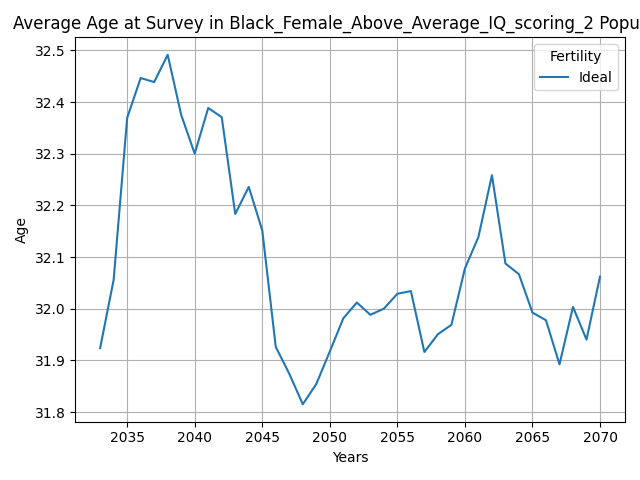 Average Age at Survey in Black_Female_Above_Average_IQ_scoring_2 Popu
Fertility
Ideal
32.5
32.4
32.3
32.2
32.1
32.0
31.9
31.8
Age
2035 2040 2045 2050 2055 2060 2065 2070
Years